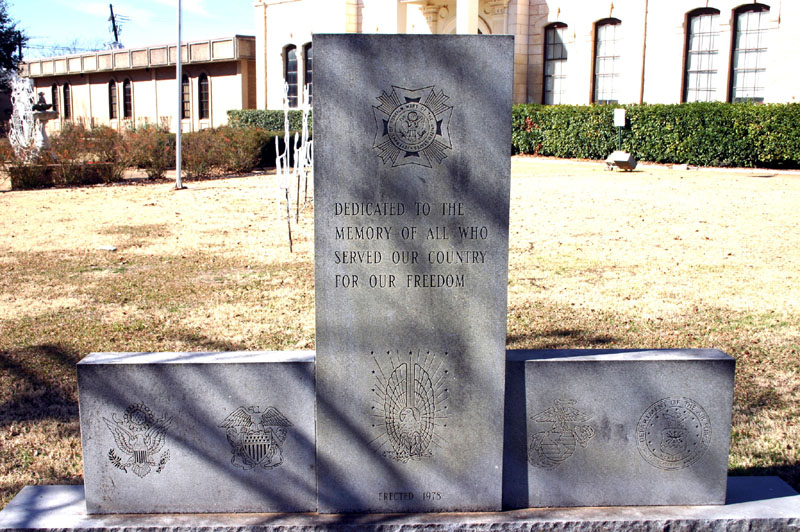 DEDICATED TO THE
MEMORY OF ALL WHO
SERVED OUR COUNTRY
FOR OUR FREEDOM
ERECTED 1978